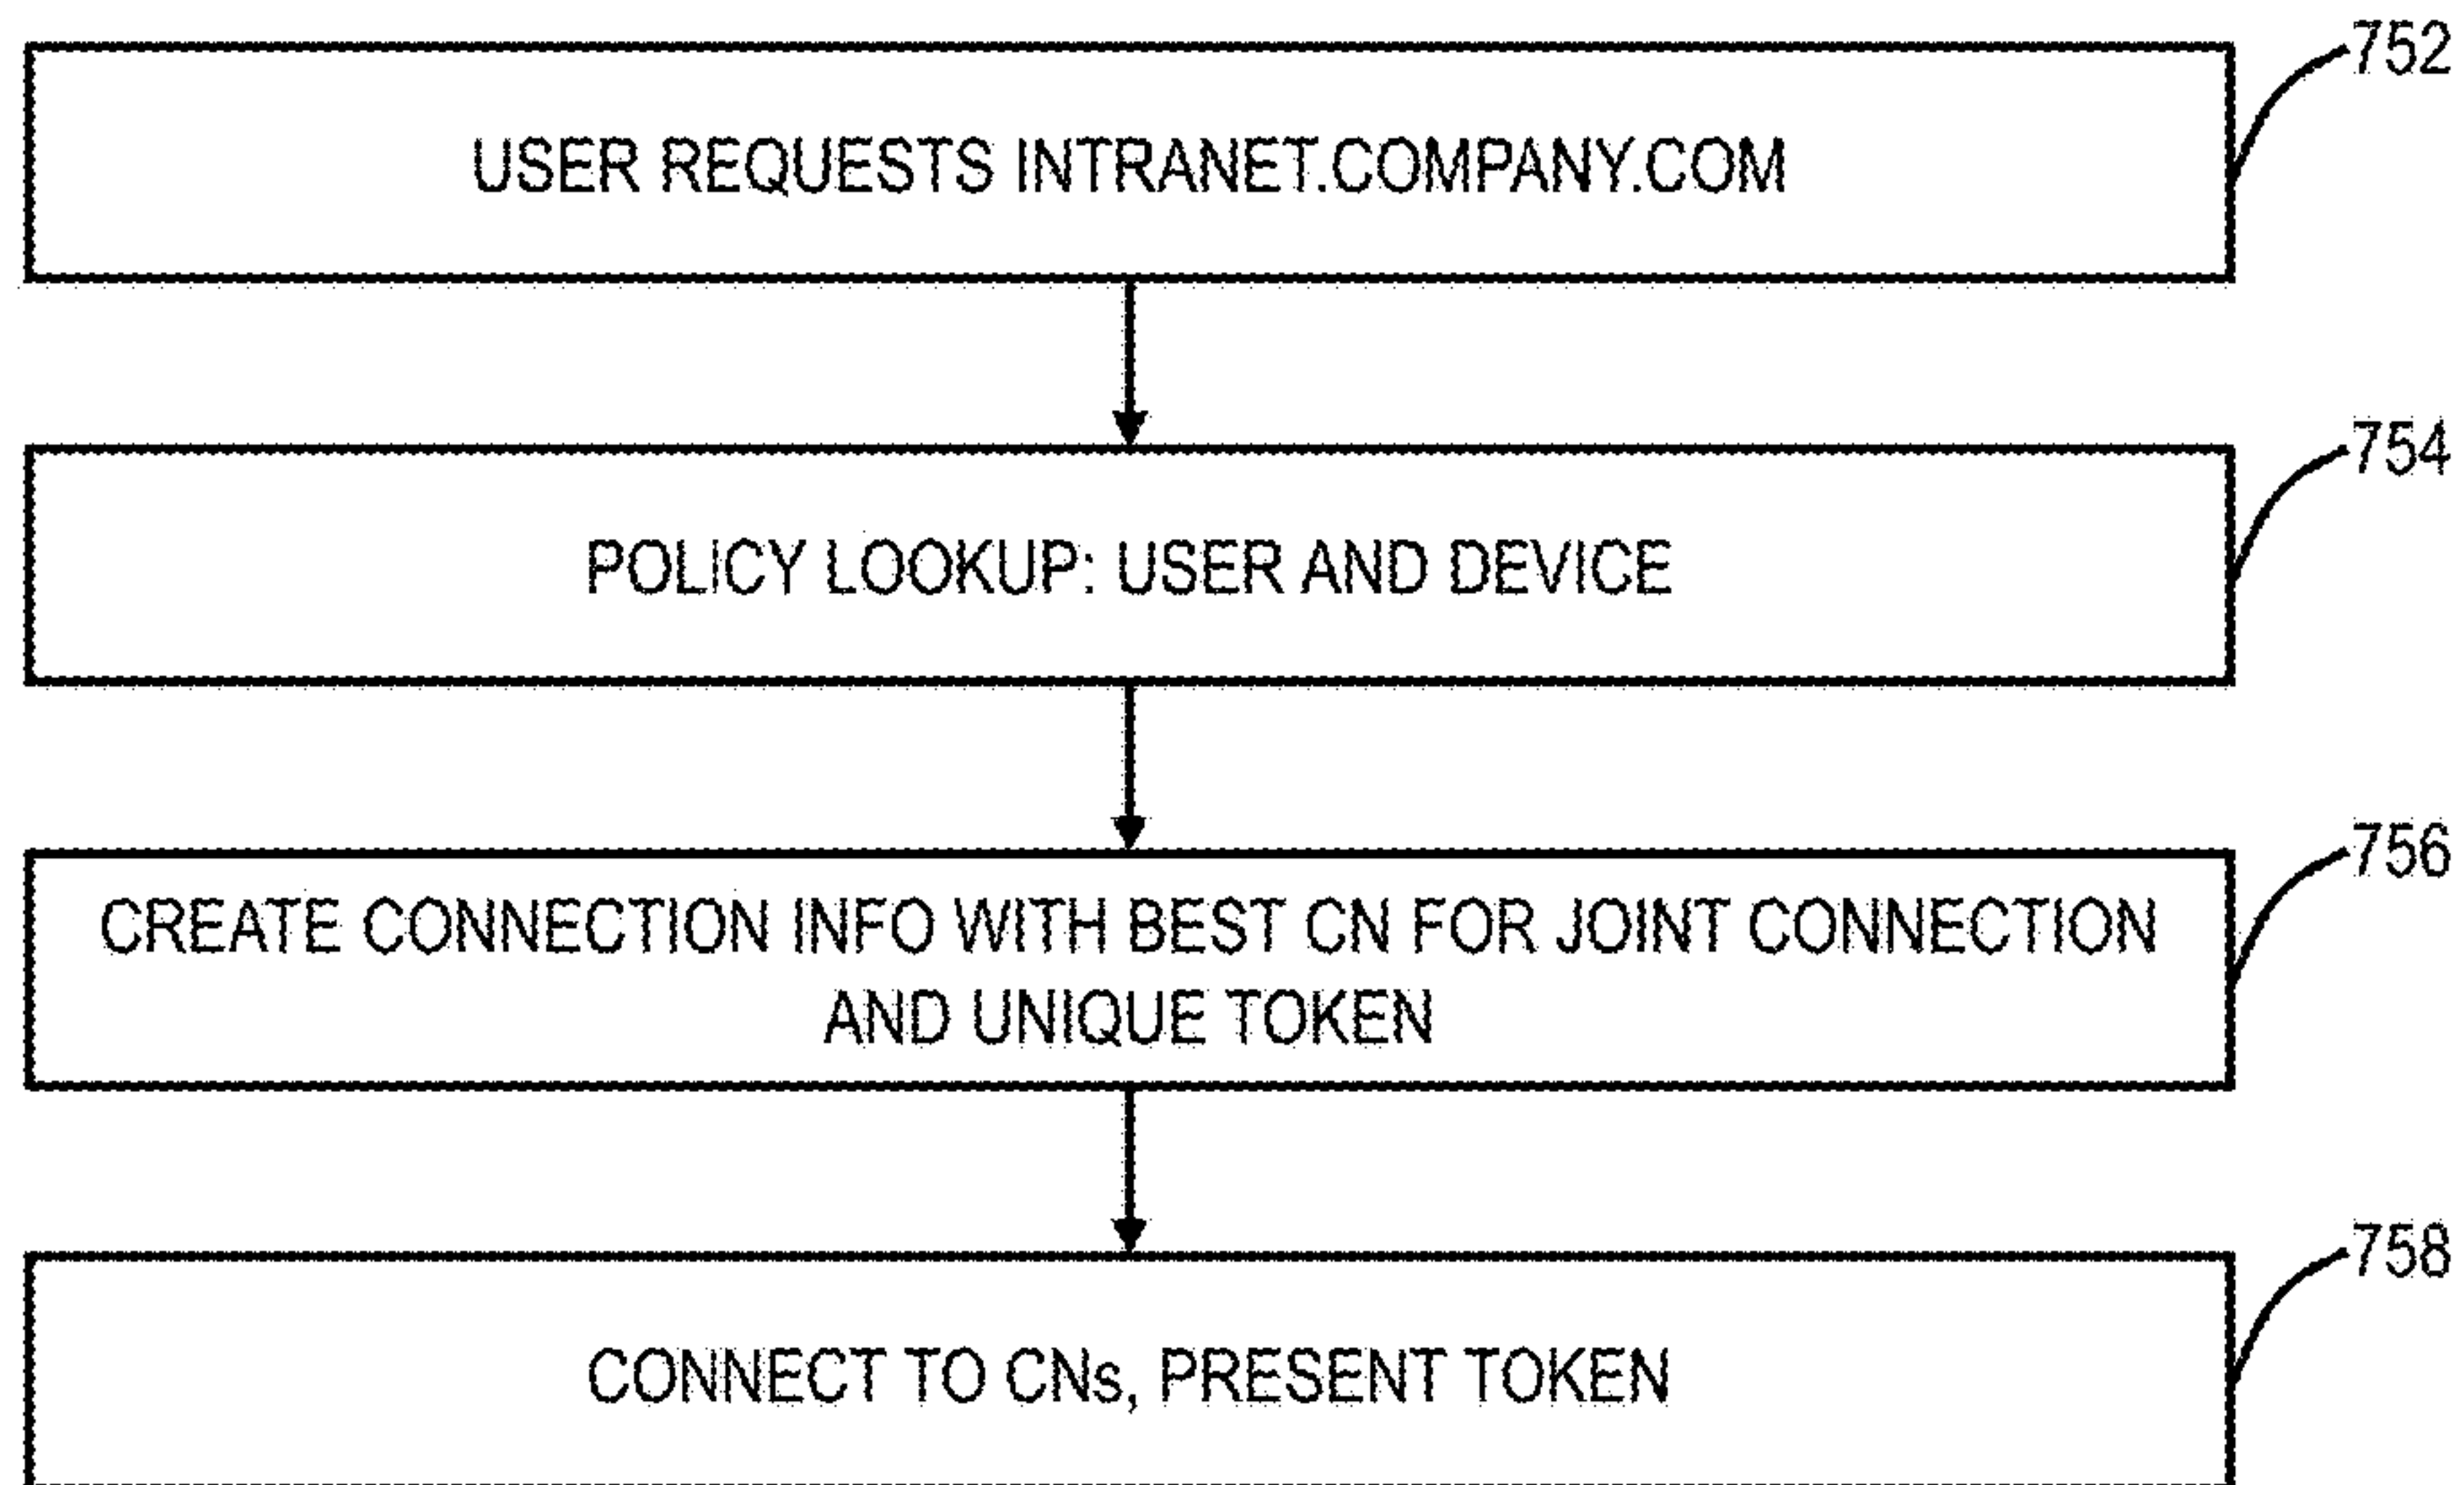 752
USER REQUESTS INTRANET.COMPANY.COM
754
POLICY LOOKUP: USER AND DEVICE
756
CREATE CONNECTION INFO WITH BEST CN FOR JOINT CONNECTION
AND UNIQUE TOKEN
758
CONNECT TO CNs, PRESENT TOKEN